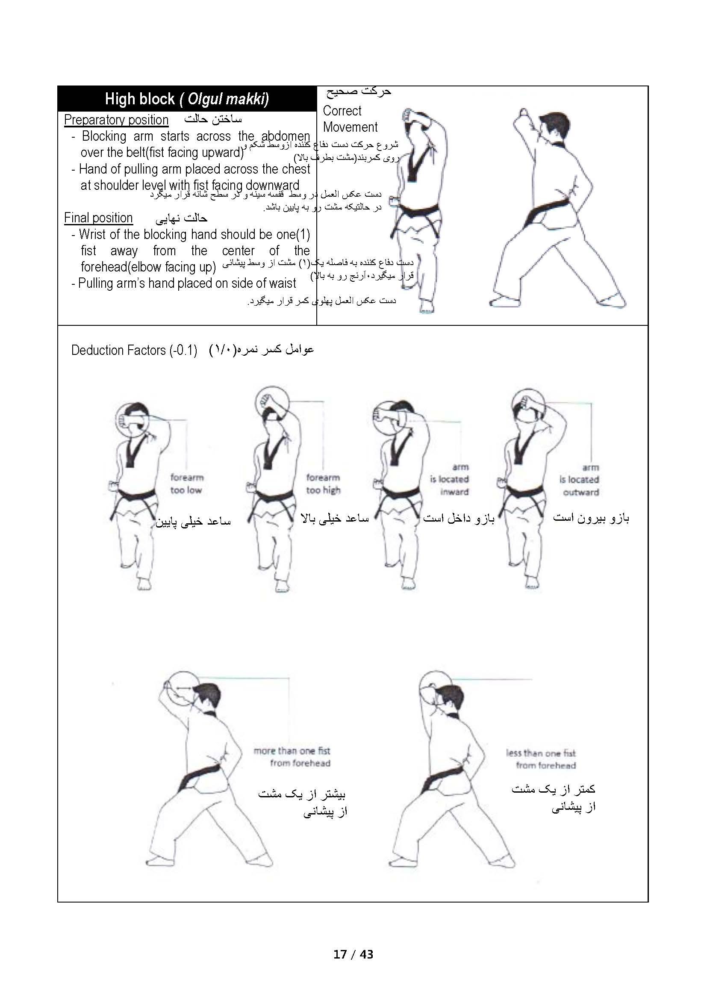 High block ( Olgul makki)
Preparatory position ساختن حالت
- Blocking arm starts across the abdomen
over the belt(fist facing upward)
شروع حرکت دست دفاع کننده ازوسط شکم و
روی کمربند(مشت بطرف بالا)
- Hand of pulling arm placed across the chest
at shoulder level with fist facing downward
دست عکس العمل در وسط قفسه سینه و در سطح شانه قرار میگرد
در حالتیکه مشت رو به پایین باشد.
Final position حالت نهایی
- Wrist of the blocking hand should be one(1)
fist away from the center of the
forehead(elbow facing up)
دست دفاع کننده به فاصله یک(۱) مشت از وسط پیشانی
قرار میگیرد۰آرنج رو به بالا)
- Pulling arm’s hand placed on side of waist
دست عکس العمل پهلوی کمر قرار میگیرد.
حرکت صحیح
Correct
Movement
Deduction Factors (-0.1) عوامل کسر نمره(۱/۰)
forearm
too low
ساعد خیلی پایین
forearm
too high
ساعد خیلی بالا
arm
is located
inward
بازو داخل است
arm
is located
outward
بازو بیرون است
more than one fist
from forehead
بیشتر از یک مشت
از پیشانی
less than one fist
from forehead
کمتر از یک مشت
از پیشانی
17 / 43